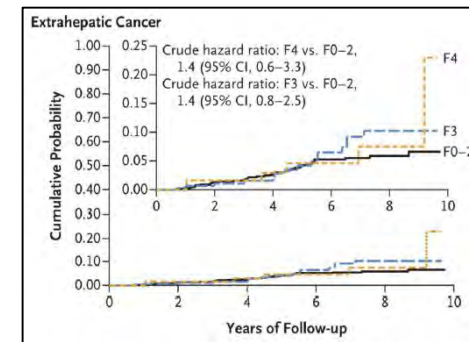 Extrahepatic Cancer
Crude hazard ratio: F4 vs. F0–2,
1.4 (95% CI, 0.6–3.3)
Crude hazard ratio: F3 vs. F0–2,
1.4 (95% CI, 0.8–2.5)
Cumulative Probability
1.00
0.90
0.80
0.70
0.60
0.50
0.40
0.30
0.20
0.10
0.00
0.25
0.20
0.15
0.10
0.05
0.00
F4
F3
F0–2
0 2 4 6 8 10
0 2 4 6 8 10
Years of Follow-up